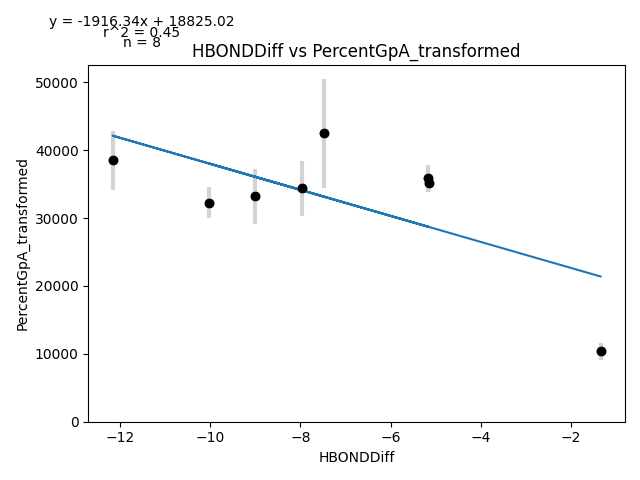 y = -1916.34x + 18825.02
r^2 = 0.45
n = 8
HBONDDiff vs PercentGpA_transformed
PercentGpA_transformed
50000
40000
30000
20000
10000
0
−12
−10
−8
−6
−4
−2
HBONDDiff